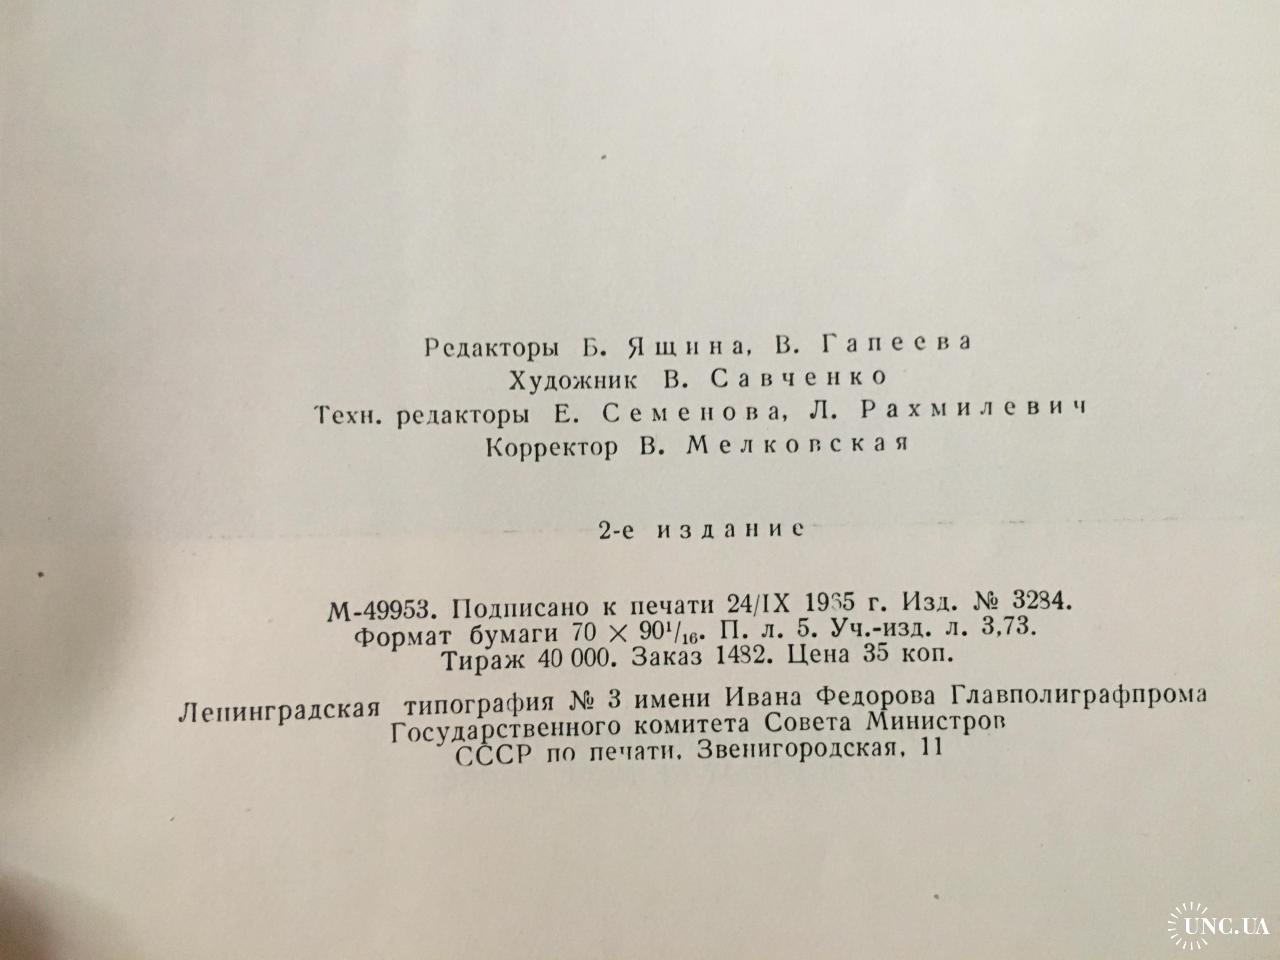 Редакторы Б. Ящина, В. Гапеева
Художник В. Савченко
Техн. редакторы Е. Семенова, Л. Рахмилевич
Корректор В. Мелковская
2-е издание
М-49953. Подписано к печати 24/IX 1965 г. Изд. № 3284.
Формат бумаги 70 × 90¹/₁₆. П. л. 5. Уч.-изд. л. 3,73.
Тираж 40 000. Заказ 1482. Цена 35 коп.
Ленинградская типография № 3 имени Ивана Федорова Главполиграфпрома
Государственного комитета Совета Министров
СССР по печати. Звенигородская, 11
UNC.UA